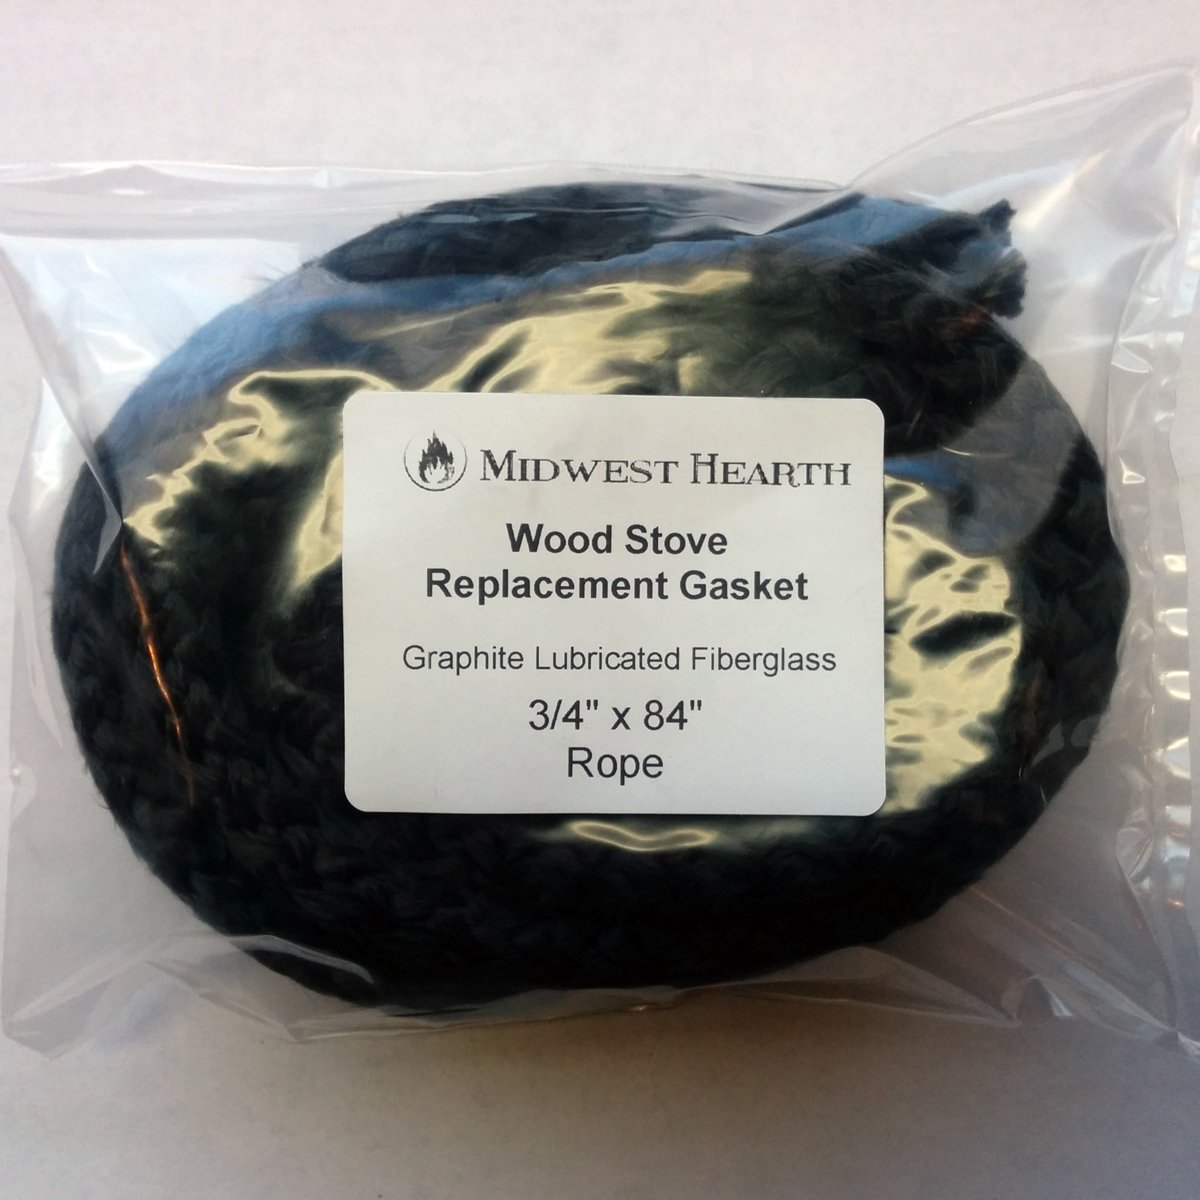 MIDWEST HEARTH
Wood Stove
Replacement Gasket
Graphite Lubricated Fiberglass
3/4" x 84"
Rope